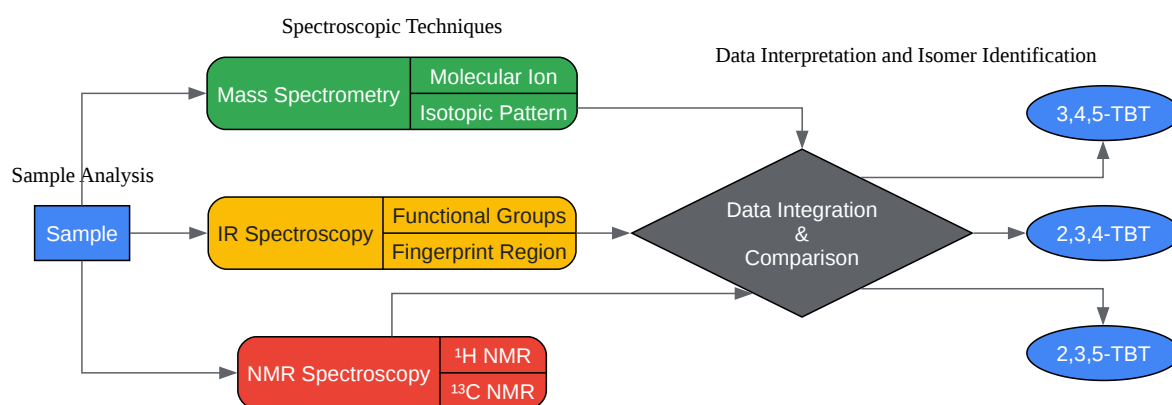 Spectroscopic Techniques
Data Interpretation and Isomer Identification
Sample Analysis
Sample
Mass Spectrometry
Molecular Ion
Isotopic Pattern
IR Spectroscopy
Functional Groups
Fingerprint Region
NMR Spectroscopy
¹H NMR
¹³C NMR
Data Integration
&
Comparison
3,4,5-TBT
2,3,4-TBT
2,3,5-TBT